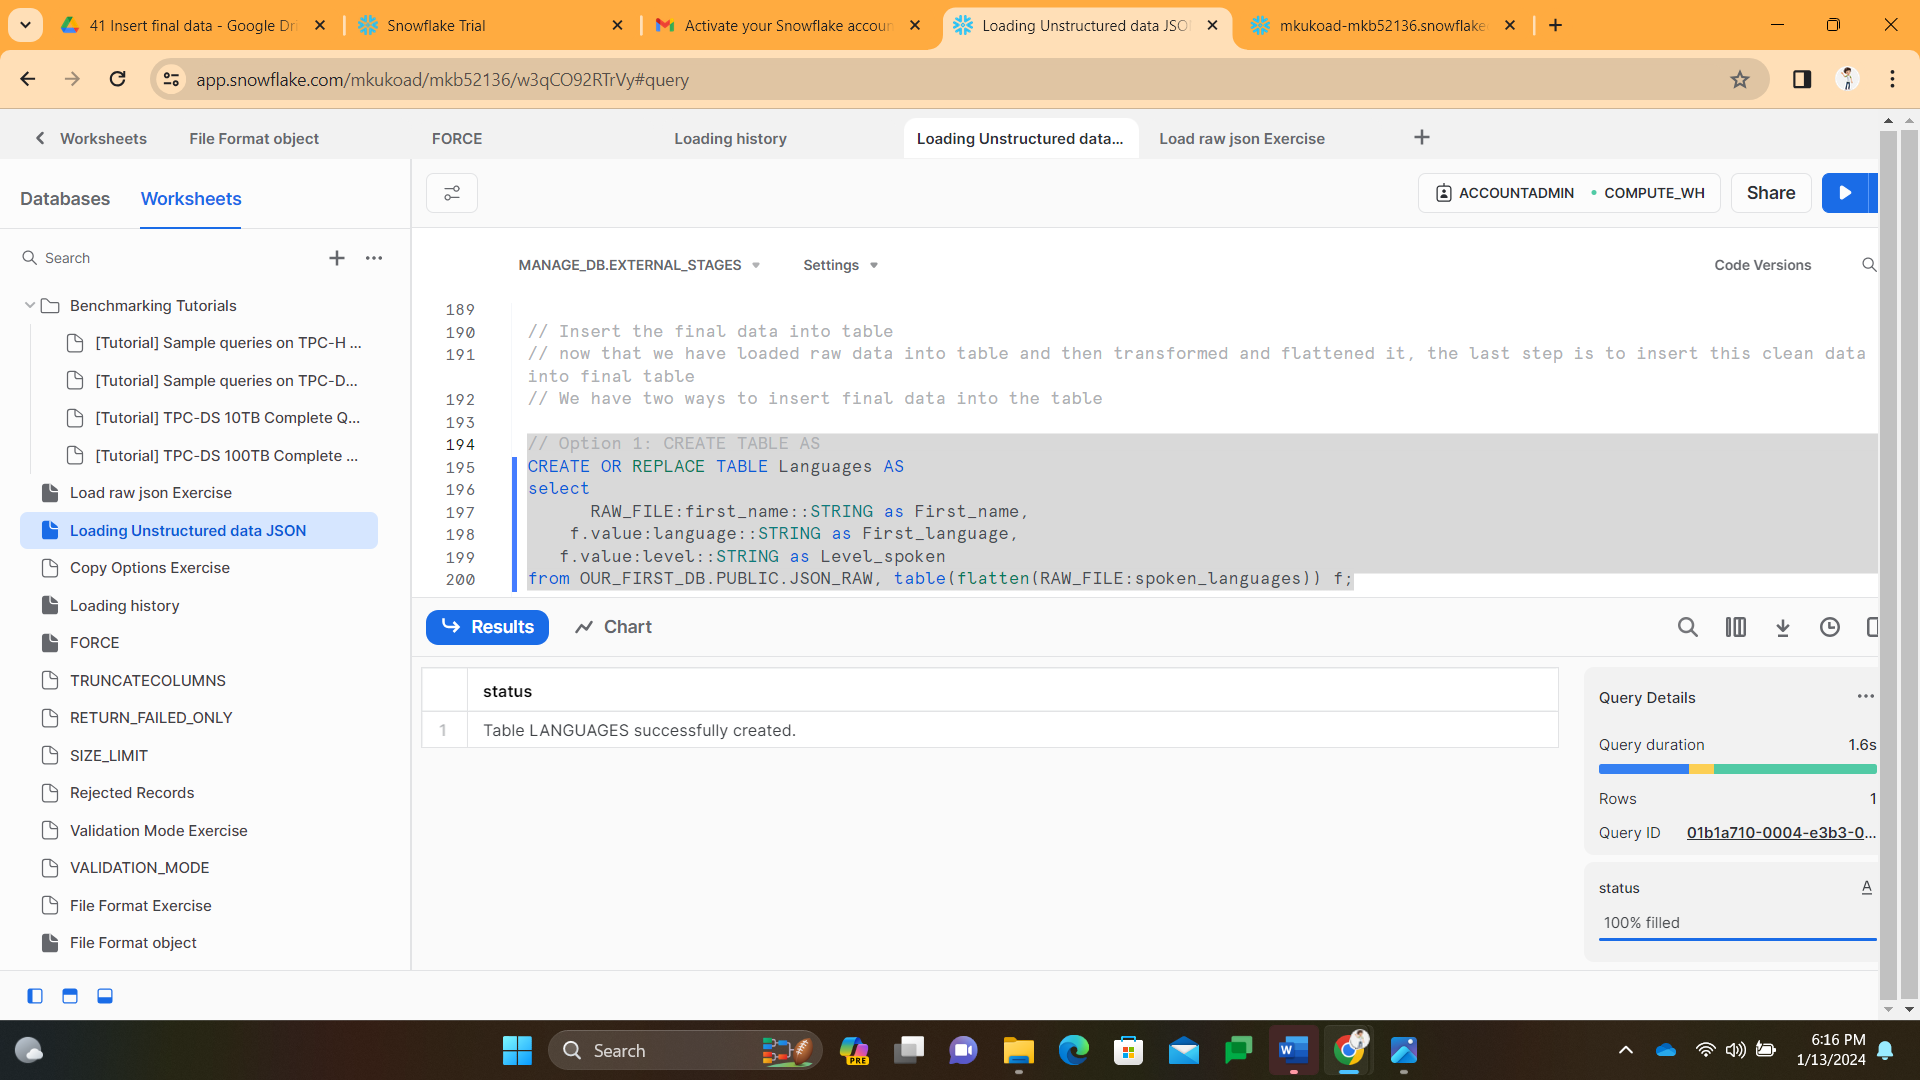 41 Insert final data - Google Dri
Snowflake Trial
Activate your Snowflake accoun
Loading Unstructured data JSO
mkukoad-mkb52136.snowflake
app.snowflake.com/mkukoad/mkb52136/w3qCO92RTrVy#query
Worksheets
File Format object
FORCE
Loading history
Loading Unstructured data...
Load raw json Exercise
Databases
Worksheets
ACCOUNTADMIN
COMPUTE_WH
Share
Search
MANAGE_DB.EXTERNAL_STAGES
Settings
Code Versions
Benchmarking Tutorials
[Tutorial] Sample queries on TPC-H ...
[Tutorial] Sample queries on TPC-D...
[Tutorial] TPC-DS 10TB Complete Q...
[Tutorial] TPC-DS 100TB Complete ...
Load raw json Exercise
Loading Unstructured data JSON
Copy Options Exercise
Loading history
FORCE
TRUNCATECOLUMNS
RETURN_FAILED_ONLY
SIZE_LIMIT
Rejected Records
Validation Mode Exercise
VALIDATION_MODE
File Format Exercise
File Format object
189
190 // Insert the final data into table
191 // now that we have loaded raw data into table and then transformed and flattened it, the last step is to insert this clean data
into final table
192 // We have two ways to insert final data into the table
193
194 // Option 1: CREATE TABLE AS
195 CREATE OR REPLACE TABLE Languages AS
196 select
197 RAW_FILE:first_name::STRING as First_name,
198 f.value:language::STRING as First_language,
199 f.value:level::STRING as Level_spoken
200 from OUR_FIRST_DB.PUBLIC.JSON_RAW, table(flatten(RAW_FILE:spoken_languages)) f;
Results
Chart
status
1 Table LANGUAGES successfully created.
Query Details
...
Query duration 1.6s
Rows 1
Query ID 01b1a710-0004-e3b3-0...
status A
100% filled
Search
PRE
W
6:16 PM
1/13/2024